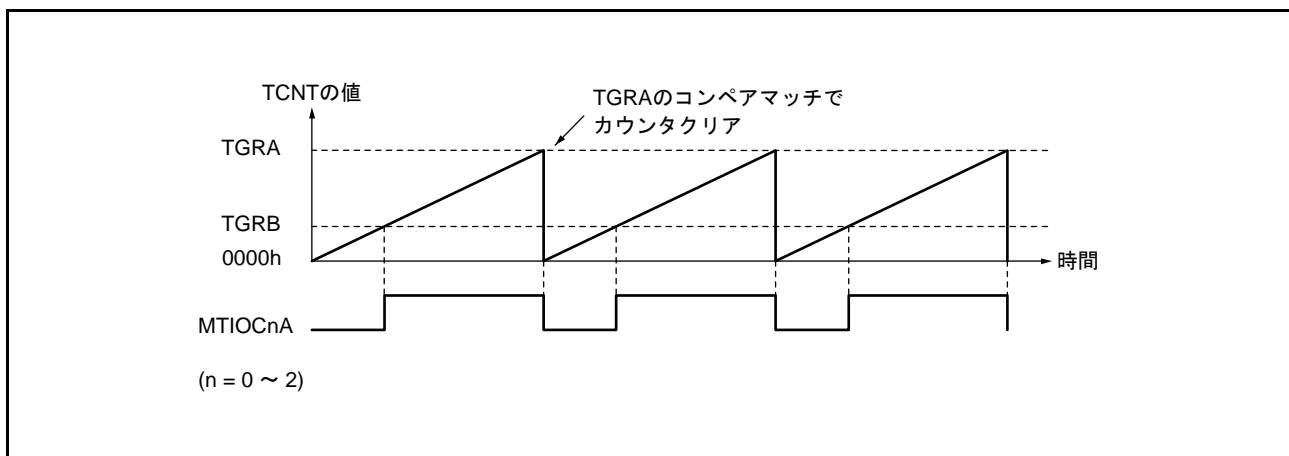 TCNTの値
TGRAのコンペアマッチで
カウンタクリア
TGRA
TGRB
0000h
時間
MTIOCnA
(n = 0 ～ 2)